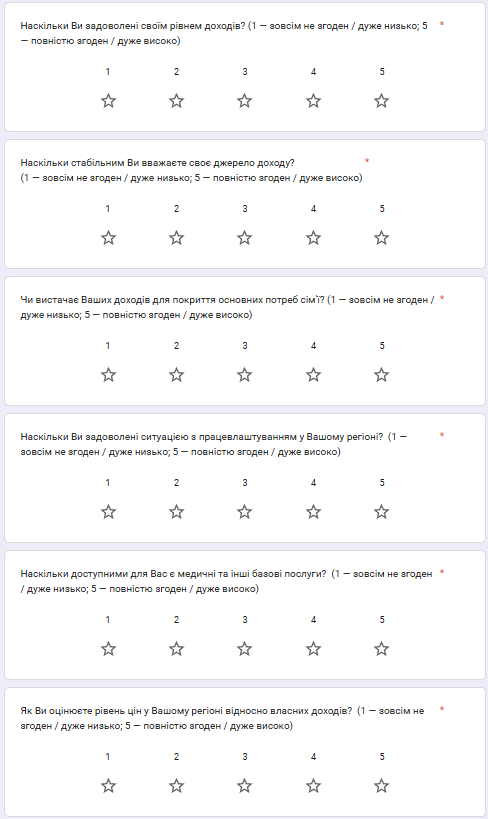 Наскільки Ви задоволені своїм рівнем доходів? (1 — зовсім не згоден / дуже низько; 5 *
— повністю згоден / дуже високо)
1 2 3 4 5
Наскільки стабільним Ви вважаєте своє джерело доходу? *
(1 — зовсім не згоден / дуже низько; 5 — повністю згоден / дуже високо)
1 2 3 4 5
Чи вистачає Ваших доходів для покриття основних потреб сім'ї? (1 — зовсім не згоден / *
дуже низько; 5 — повністю згоден / дуже високо)
1 2 3 4 5
Наскільки Ви задоволені ситуацією з працевлаштуванням у Вашому регіоні? (1 — *
зовсім не згоден / дуже низько; 5 — повністю згоден / дуже високо)
1 2 3 4 5
Наскільки доступними для Вас є медичні та інші базові послуги? (1 — зовсім не згоден *
/ дуже низько; 5 — повністю згоден / дуже високо)
1 2 3 4 5
Як Ви оцінюєте рівень цін у Вашому регіоні відносно власних доходів? (1 — зовсім не *
згоден / дуже низько; 5 — повністю згоден / дуже високо)
1 2 3 4 5